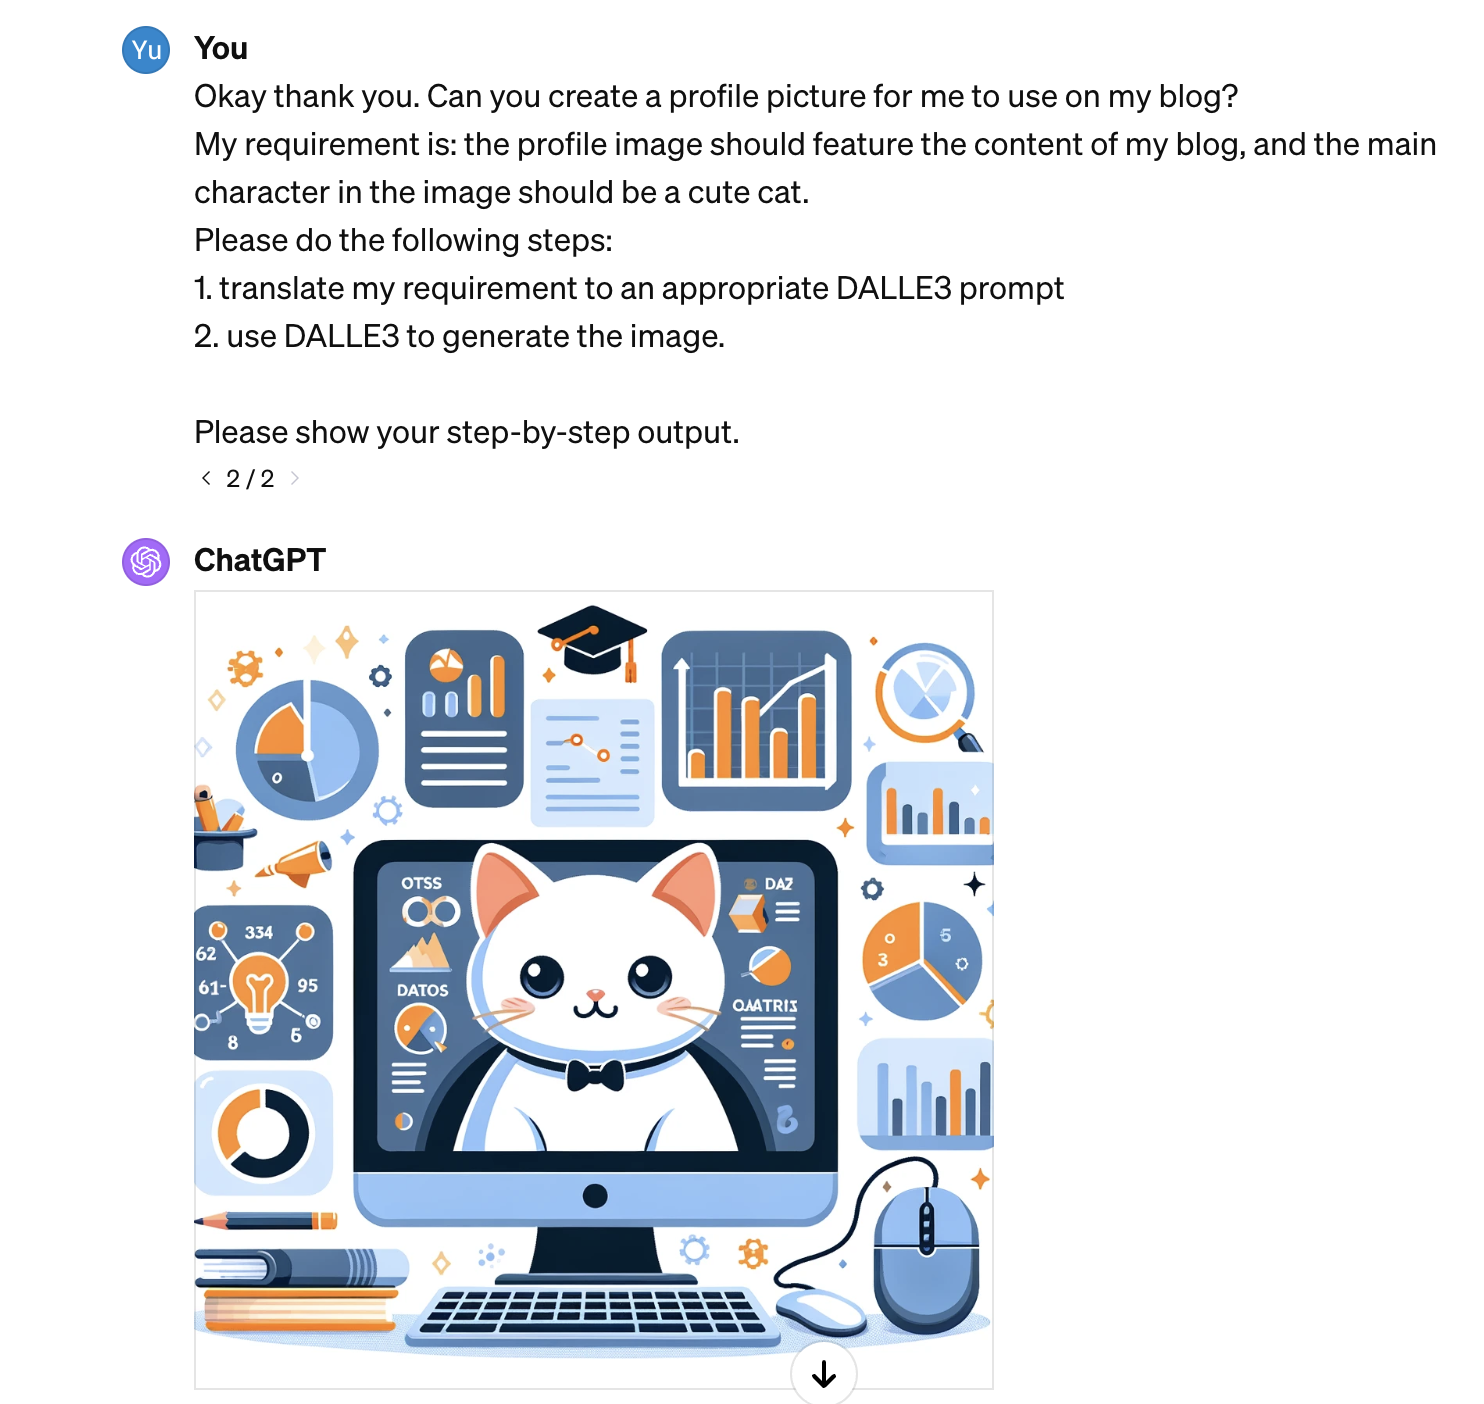 Yu
You
Okay thank you. Can you create a profile picture for me to use on my blog?
My requirement is: the profile image should feature the content of my blog, and the main
character in the image should be a cute cat.
Please do the following steps:
1. translate my requirement to an appropriate DALLE3 prompt
2. use DALLE3 to generate the image.
Please show your step-by-step output.
< 2 / 2 >
ChatGPT
OTSS
DAZ
334
62
61-
95
8
5
DATOS
OMATRIS
5
3